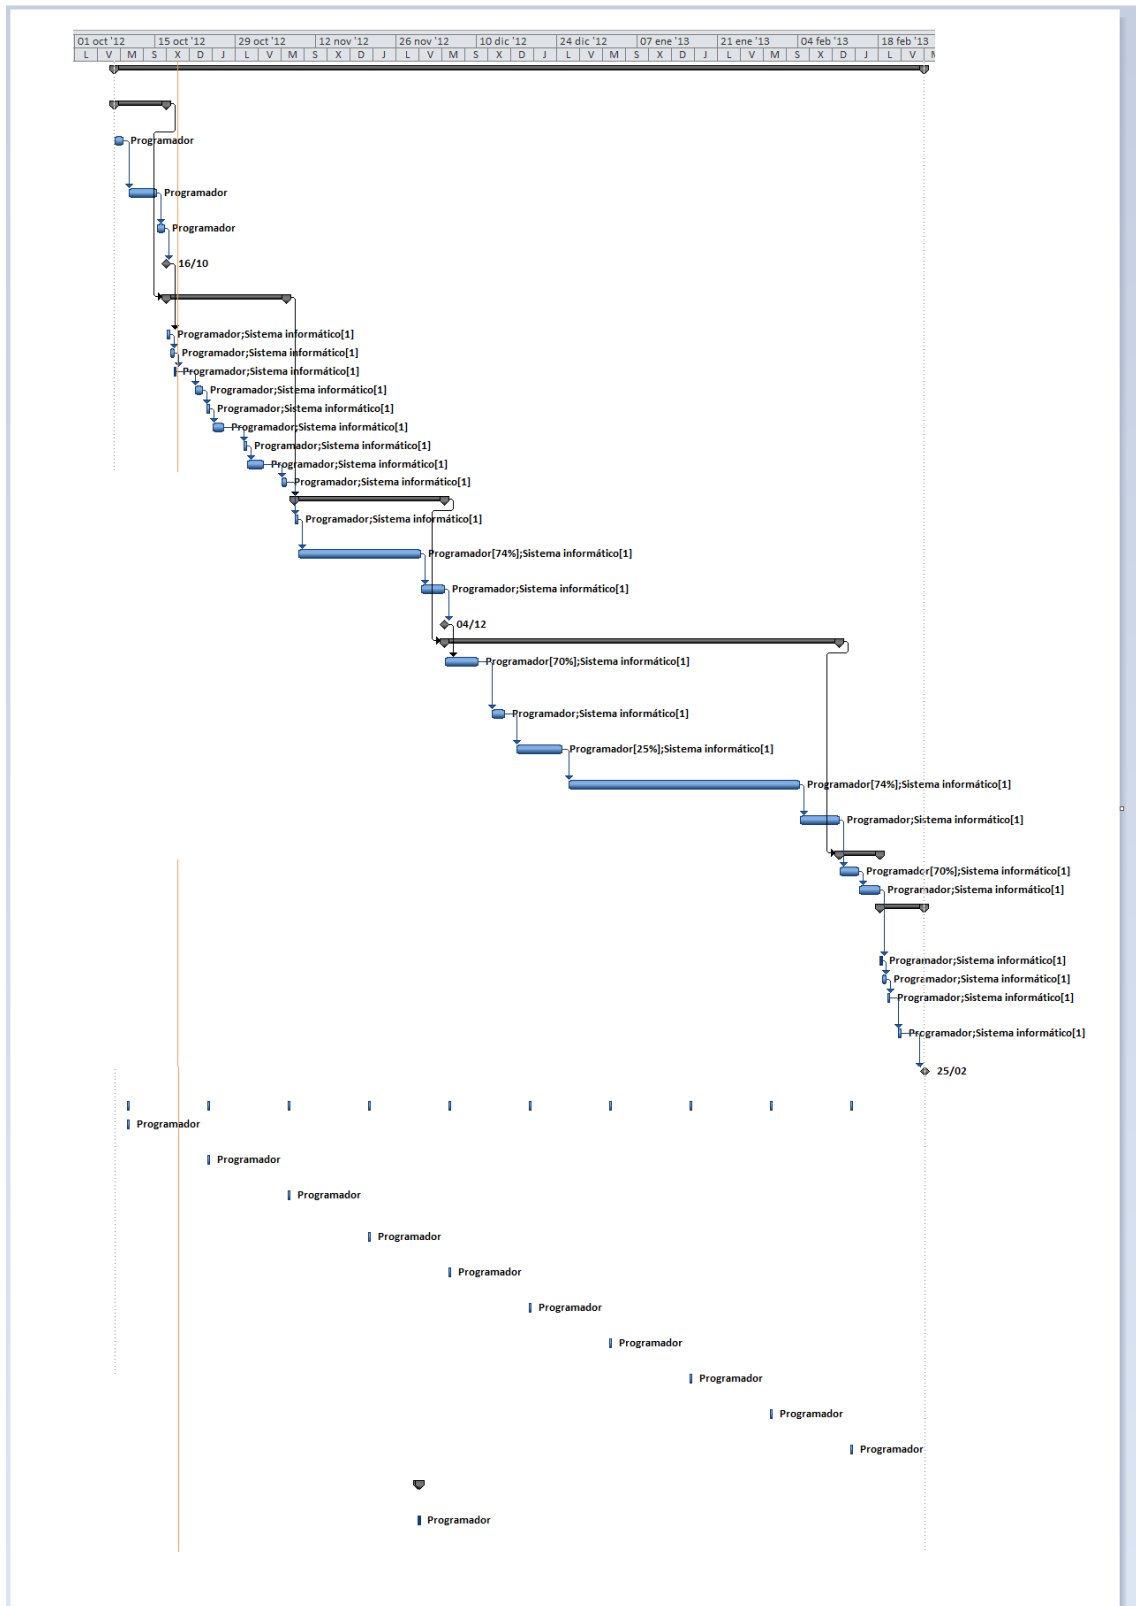 01 oct '12 15 oct '12 29 oct '12 12 nov '12 26 nov '12 10 dic '12 24 dic '12 07 ene '13 21 ene '13 04 feb '13 18 feb '13
L V M S X D J L V M S X D J L V M S X D J L V M S X D J L V M S X D J L V
Programador
Programador
Programador
16/10
Programador;Sistema informático[1]
Programador;Sistema informático[1]
Programador;Sistema informático[1]
Programador;Sistema informático[1]
Programador;Sistema informático[1]
Programador;Sistema informático[1]
Programador;Sistema informático[1]
Programador;Sistema informático[1]
Programador;Sistema informático[1]
Programador;Sistema informático[1]
Programador[74%];Sistema informático[1]
Programador;Sistema informático[1]
04/12
Programador[70%];Sistema informático[1]
Programador;Sistema informático[1]
Programador[25%];Sistema informático[1]
Programador[74%];Sistema informático[1]
Programador;Sistema informático[1]
Programador[70%];Sistema informático[1]
Programador;Sistema informático[1]
Programador;Sistema informático[1]
Programador;Sistema informático[1]
Programador;Sistema informático[1]
Programador;Sistema informático[1]
25/02
Programador
Programador
Programador
Programador
Programador
Programador
Programador
Programador
Programador
Programador
Programador